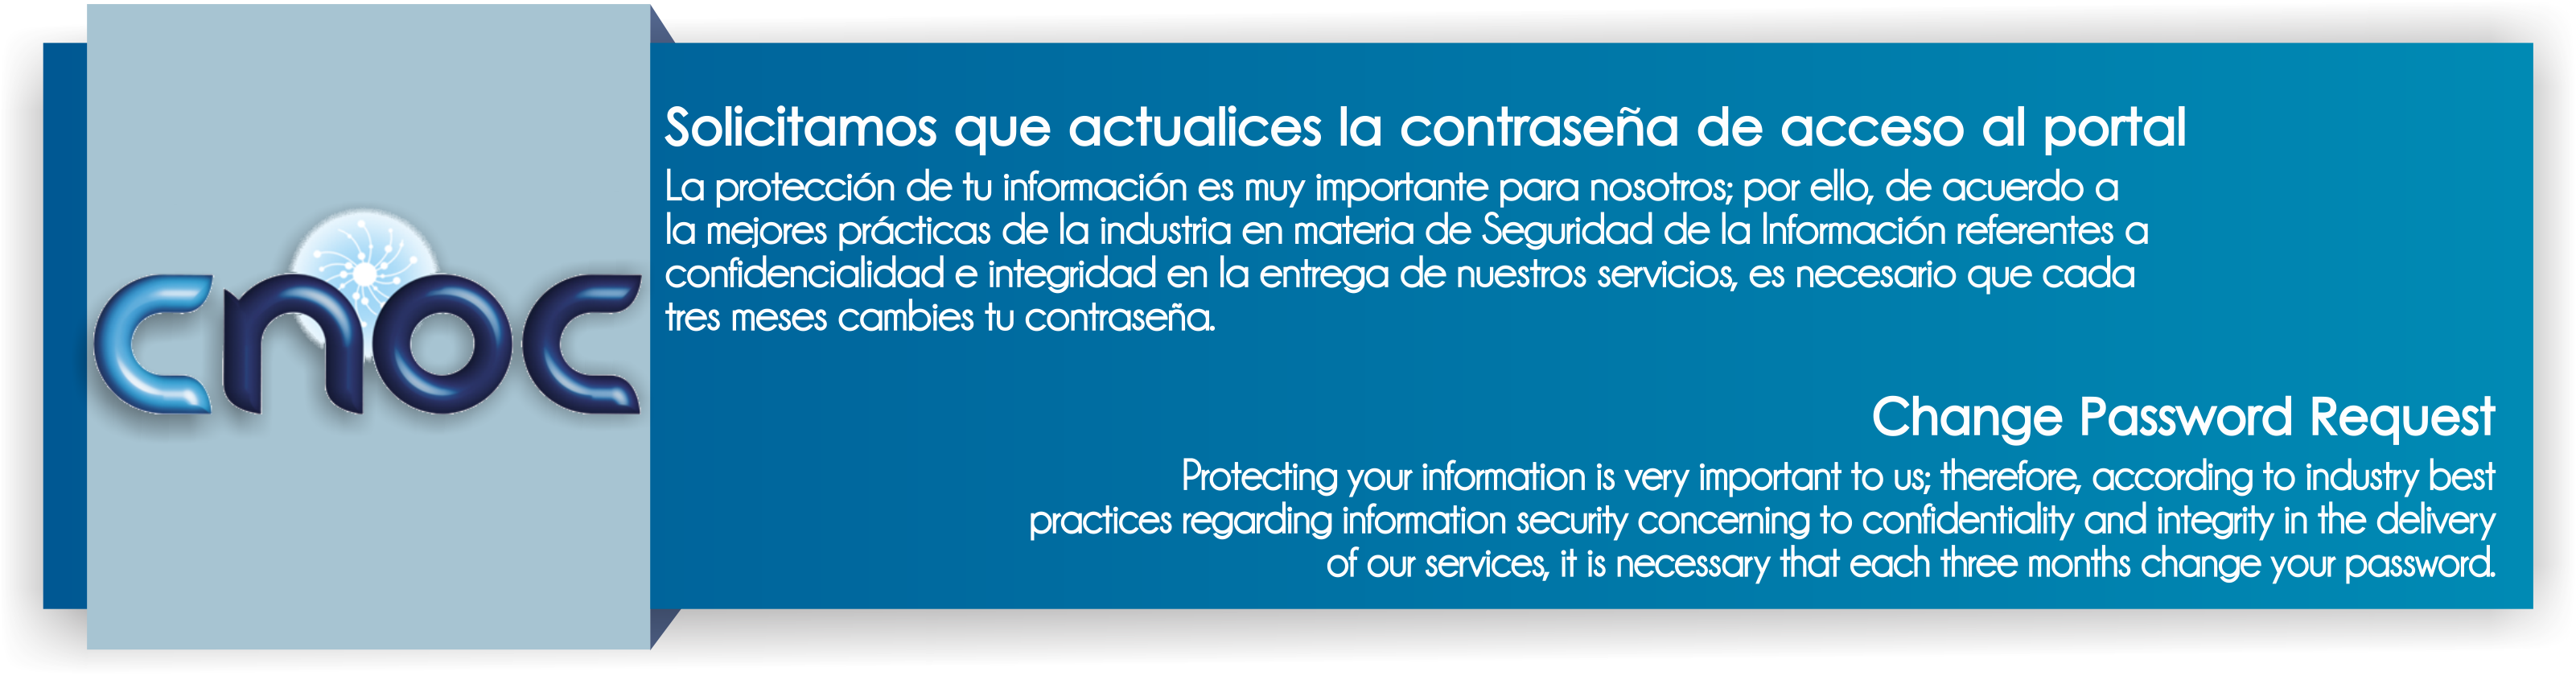 cnoc
Solicitamos que actualices la contraseña de acceso al portal
La protección de tu información es muy importante para nosotros; por ello, de acuerdo a
la mejores prácticas de la industria en materia de Seguridad de la Información referentes a
confidencialidad e integridad en la entrega de nuestros servicios, es necesario que cada
tres meses cambies tu contraseña.
Change Password Request
Protecting your information is very important to us; therefore, according to industry best
practices regarding information security concerning to confidentiality and integrity in the delivery
of our services, it is necessary that each three months change your password.